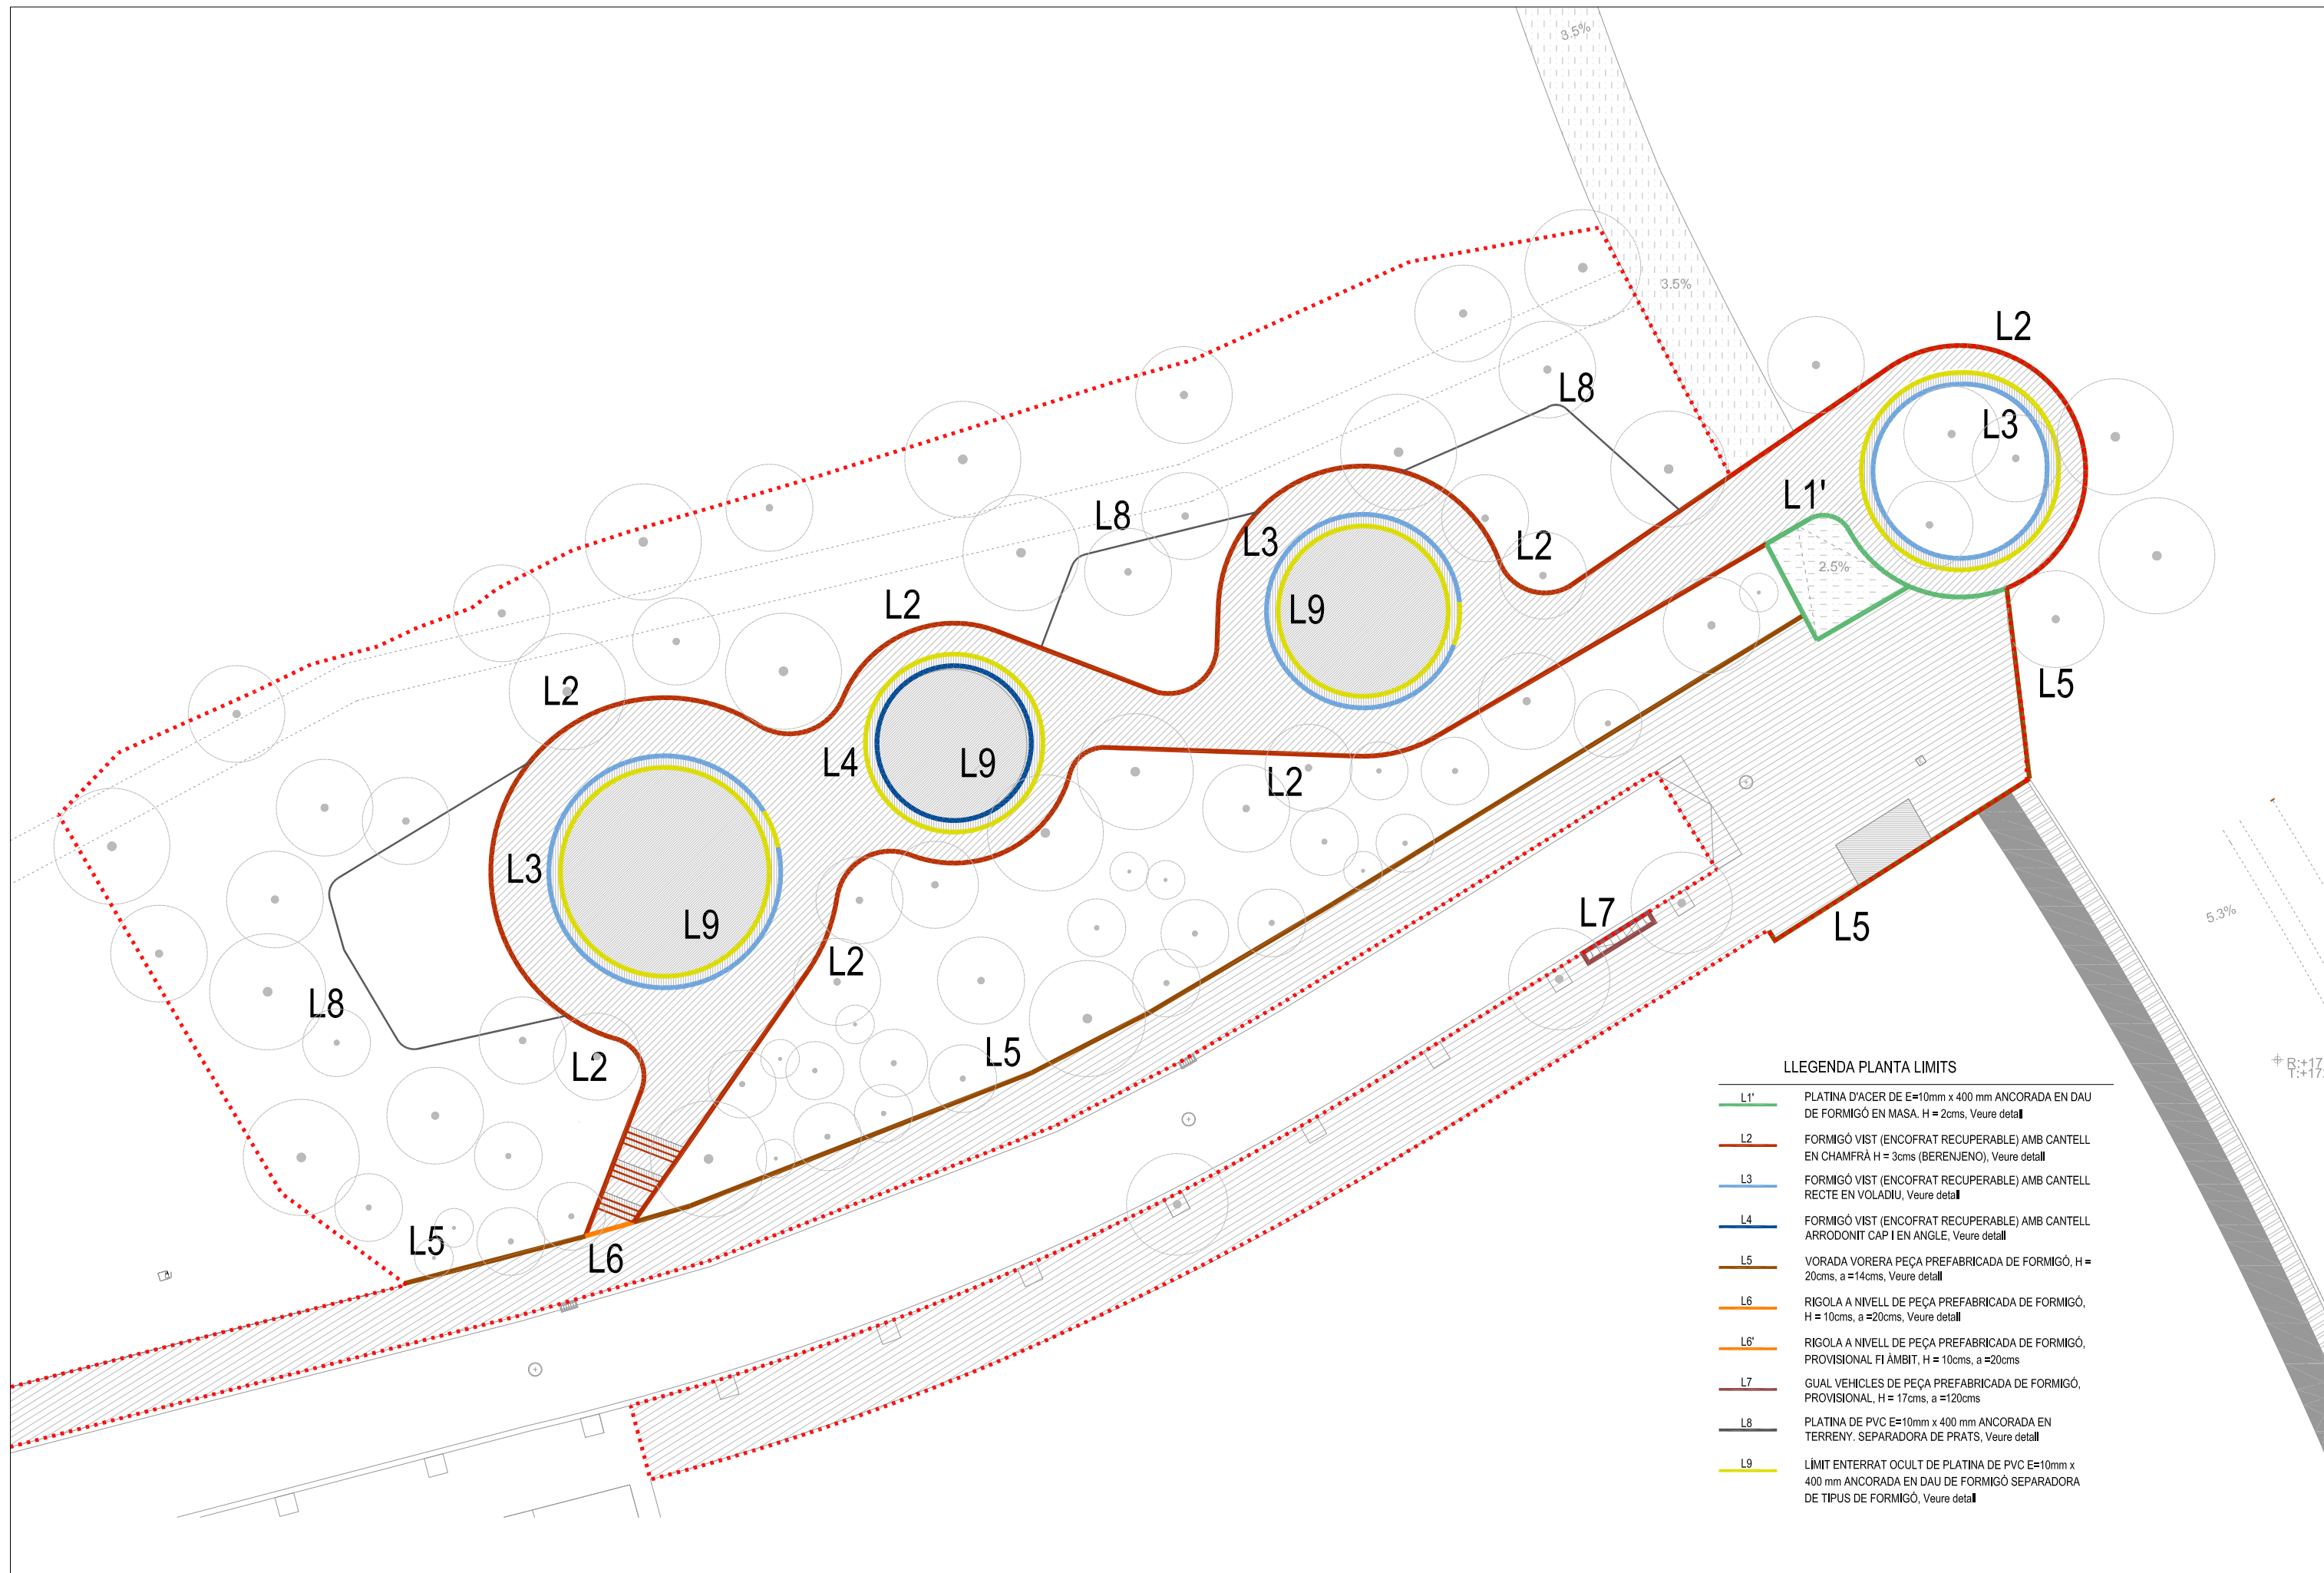 3.5%
3.5%
L2
L8
L3
L1'
L8
L3
L2
2.5%
L2
L9
L2
L5
L4
L9
L2
L3
L9
L7
L5
5.3%
L2
L8
L5
L2
L5
L6
R:+17
T:+17
LLEGENDA PLANTA LIMITS
L1' PLATINA D'ACER DE E=10mm x 400 mm ANCORADA EN DAU
DE FORMIGÓ EN MASA. H = 2cms, Veure detall
L2 FORMIGÓ VIST (ENCOFRAT RECUPERABLE) AMB CANTELL
EN CHAMFRÀ H = 3cms (BERENJENO), Veure detall
L3 FORMIGÓ VIST (ENCOFRAT RECUPERABLE) AMB CANTELL
RECTE EN VOLADIU, Veure detall
L4 FORMIGÓ VIST (ENCOFRAT RECUPERABLE) AMB CANTELL
ARRODONIT CAP I EN ANGLE, Veure detall
L5 VORADA VORERA PEÇA PREFABRICADA DE FORMIGÓ, H =
20cms, a =14cms, Veure detall
L6 RIGOLA A NIVELL DE PEÇA PREFABRICADA DE FORMIGÓ,
H = 10cms, a =20cms, Veure detall
L6' RIGOLA A NIVELL DE PEÇA PREFABRICADA DE FORMIGÓ,
PROVISIONAL FI ÀMBIT, H = 10cms, a =20cms
L7 GUAL VEHICLES DE PEÇA PREFABRICADA DE FORMIGÓ,
PROVISIONAL, H = 17cms, a =120cms
L8 PLATINA DE PVC E=10mm x 400 mm ANCORADA EN
TERRENY. SEPARADORA DE PRATS, Veure detall
L9 LÍMIT ENTERRAT OCULT DE PLATINA DE PVC E=10mm x
400 mm ANCORADA EN DAU DE FORMIGÓ SEPARADORA
DE TIPUS DE FORMIGÓ, Veure detall